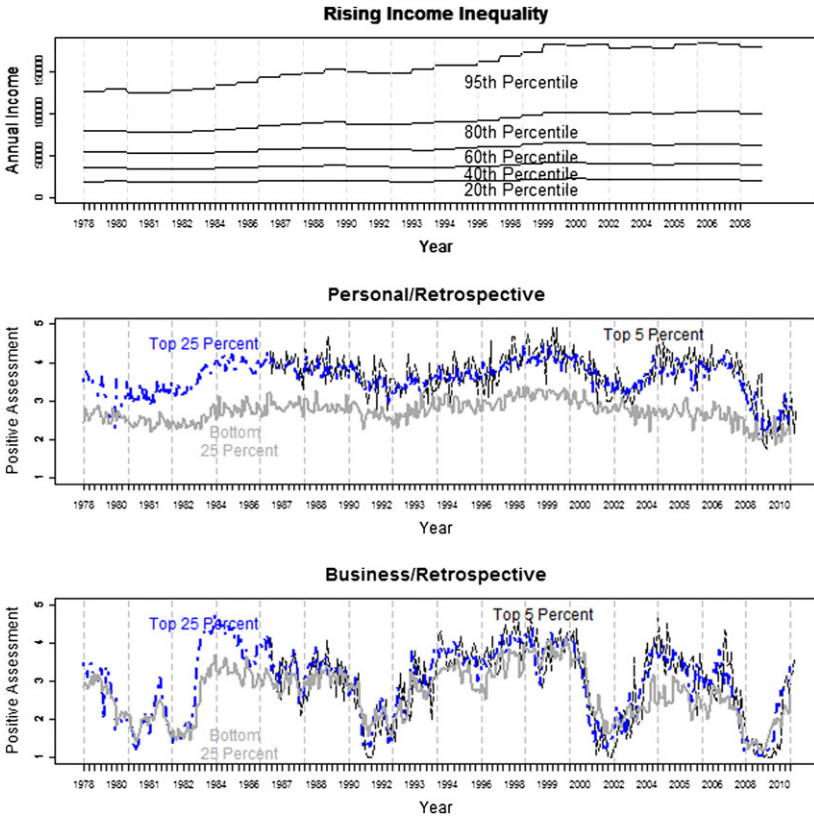 Rising Income Inequality
Annual Income
150000
100000
50000
0
95th Percentile
80th Percentile
60th Percentile
40th Percentile
20th Percentile
1978 1980 1981 1982 1984 1986 1987 1988 1990 1992 1993 1994 1996 1998 1999 2000 2002 2004 2005 2006 2008
Year
Personal/Retrospective
Positive Assessment
5
4
3
2
1
Top 25 Percent
Top 5 Percent
Bottom
25 Percent
1978 1980 1981 1982 1984 1986 1987 1988 1990 1992 1993 1994 1996 1998 1999 2000 2002 2004 2005 2006 2008 2010
Year
Business/Retrospective
Positive Assessment
5
4
3
2
1
Top 25 Percent
Top 5 Percent
Bottom
25 Percent
1978 1980 1981 1982 1984 1986 1987 1988 1990 1992 1993 1994 1996 1998 1999 2000 2002 2004 2005 2006 2008 2010
Year